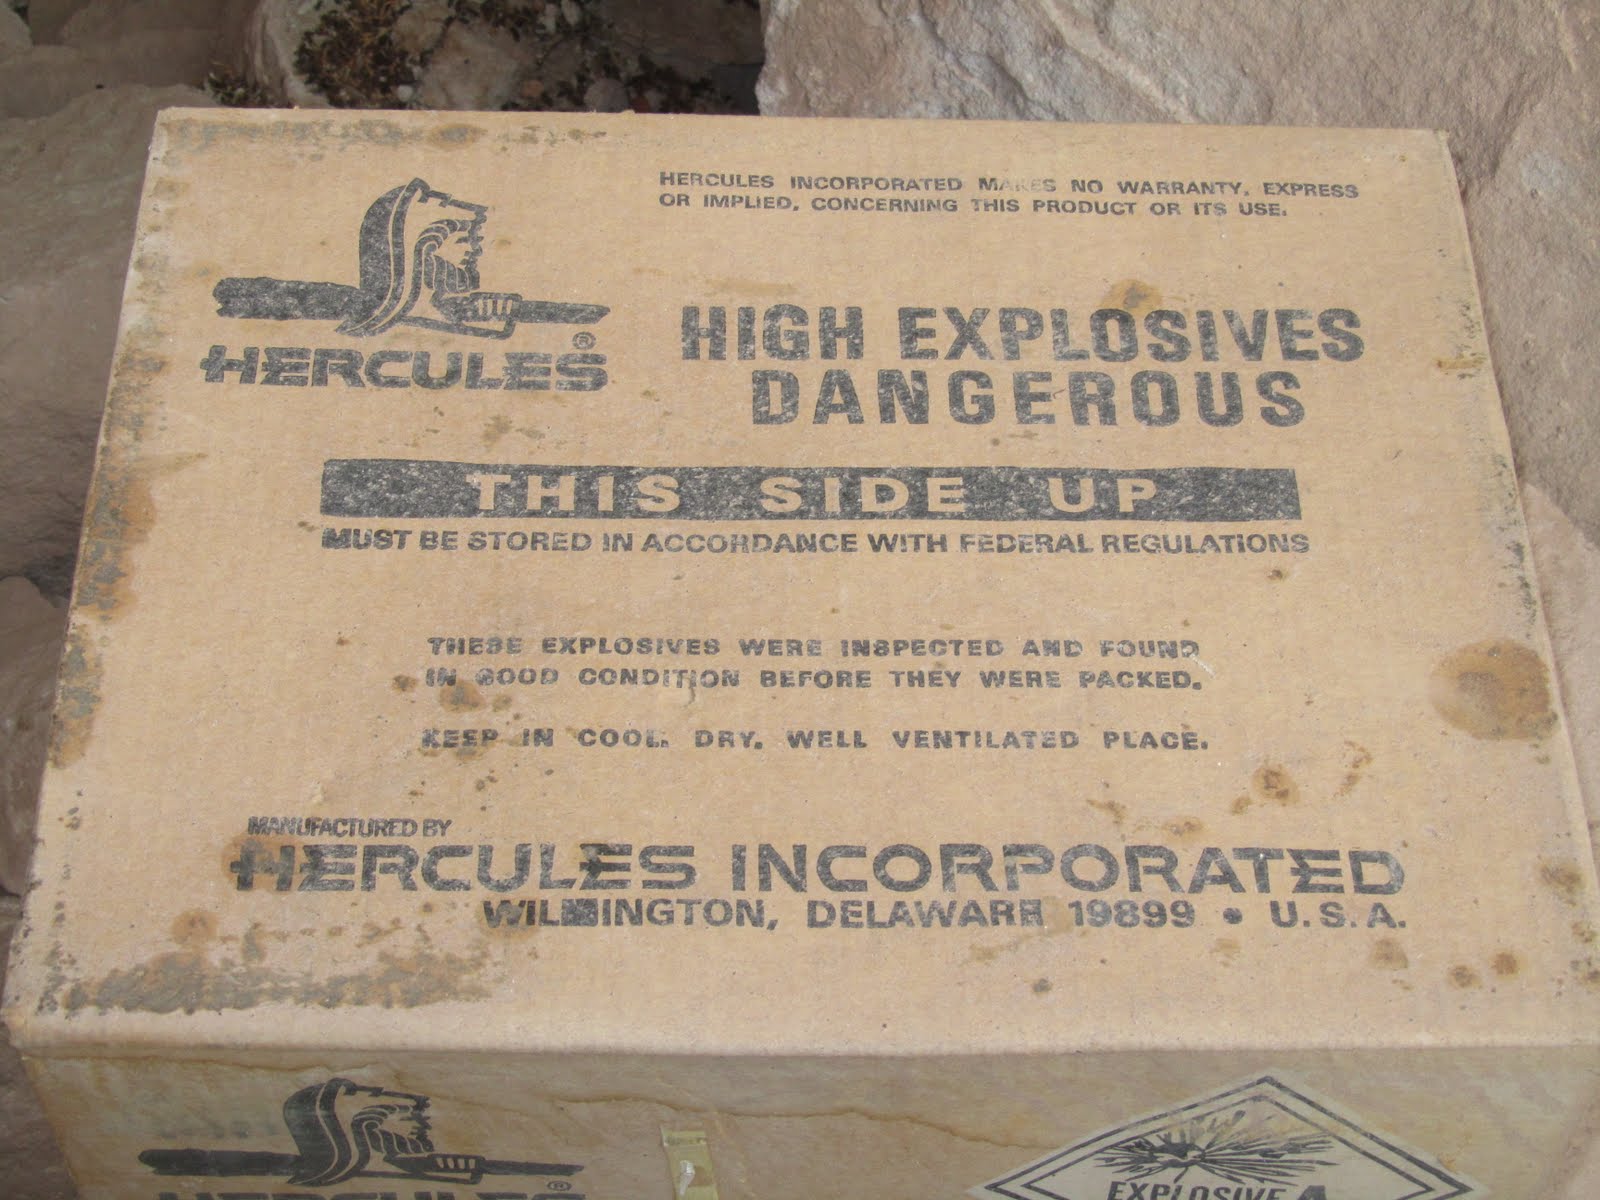 HERCULES INCORPORATED MAKES NO WARRANTY, EXPRESS
OR IMPLIED, CONCERNING THIS PRODUCT OR ITS USE.
HERCULES®
HIGH EXPLOSIVES
DANGEROUS
THIS SIDE UP
MUST BE STORED IN ACCORDANCE WITH FEDERAL REGULATIONS
THESE EXPLOSIVES WERE INSPECTED AND FOUND
IN GOOD CONDITION BEFORE THEY WERE PACKED.
KEEP IN COOL, DRY, WELL VENTILATED PLACE.
MANUFACTURED BY
HERCULES INCORPORATED
WILMINGTON, DELAWARE 19899 • U.S.A.
HERCULES®
EXPLOSIVE A